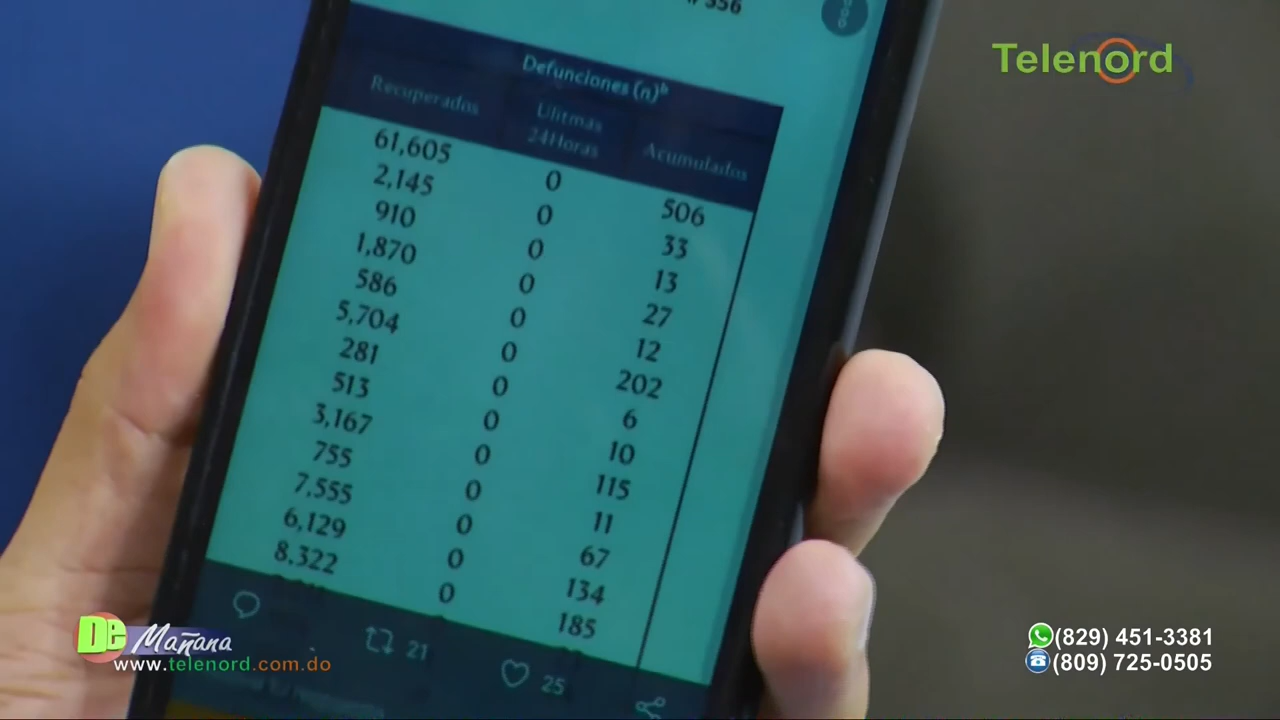 Telenord
Defunciones (n)ᵇ
Recuperados Úlitmas 24Horas Acumulados
61,605 0 506
2,145 0 33
910 0 13
1,870 0 27
586 0 12
5,704 0 202
281 0 6
513 0 10
3,167 0 115
755 0 11
7,555 0 67
6,129 0 134
8,322 0 185
21
25
De Mañana
www.telenord.com.do
(829) 451-3381
(809) 725-0505